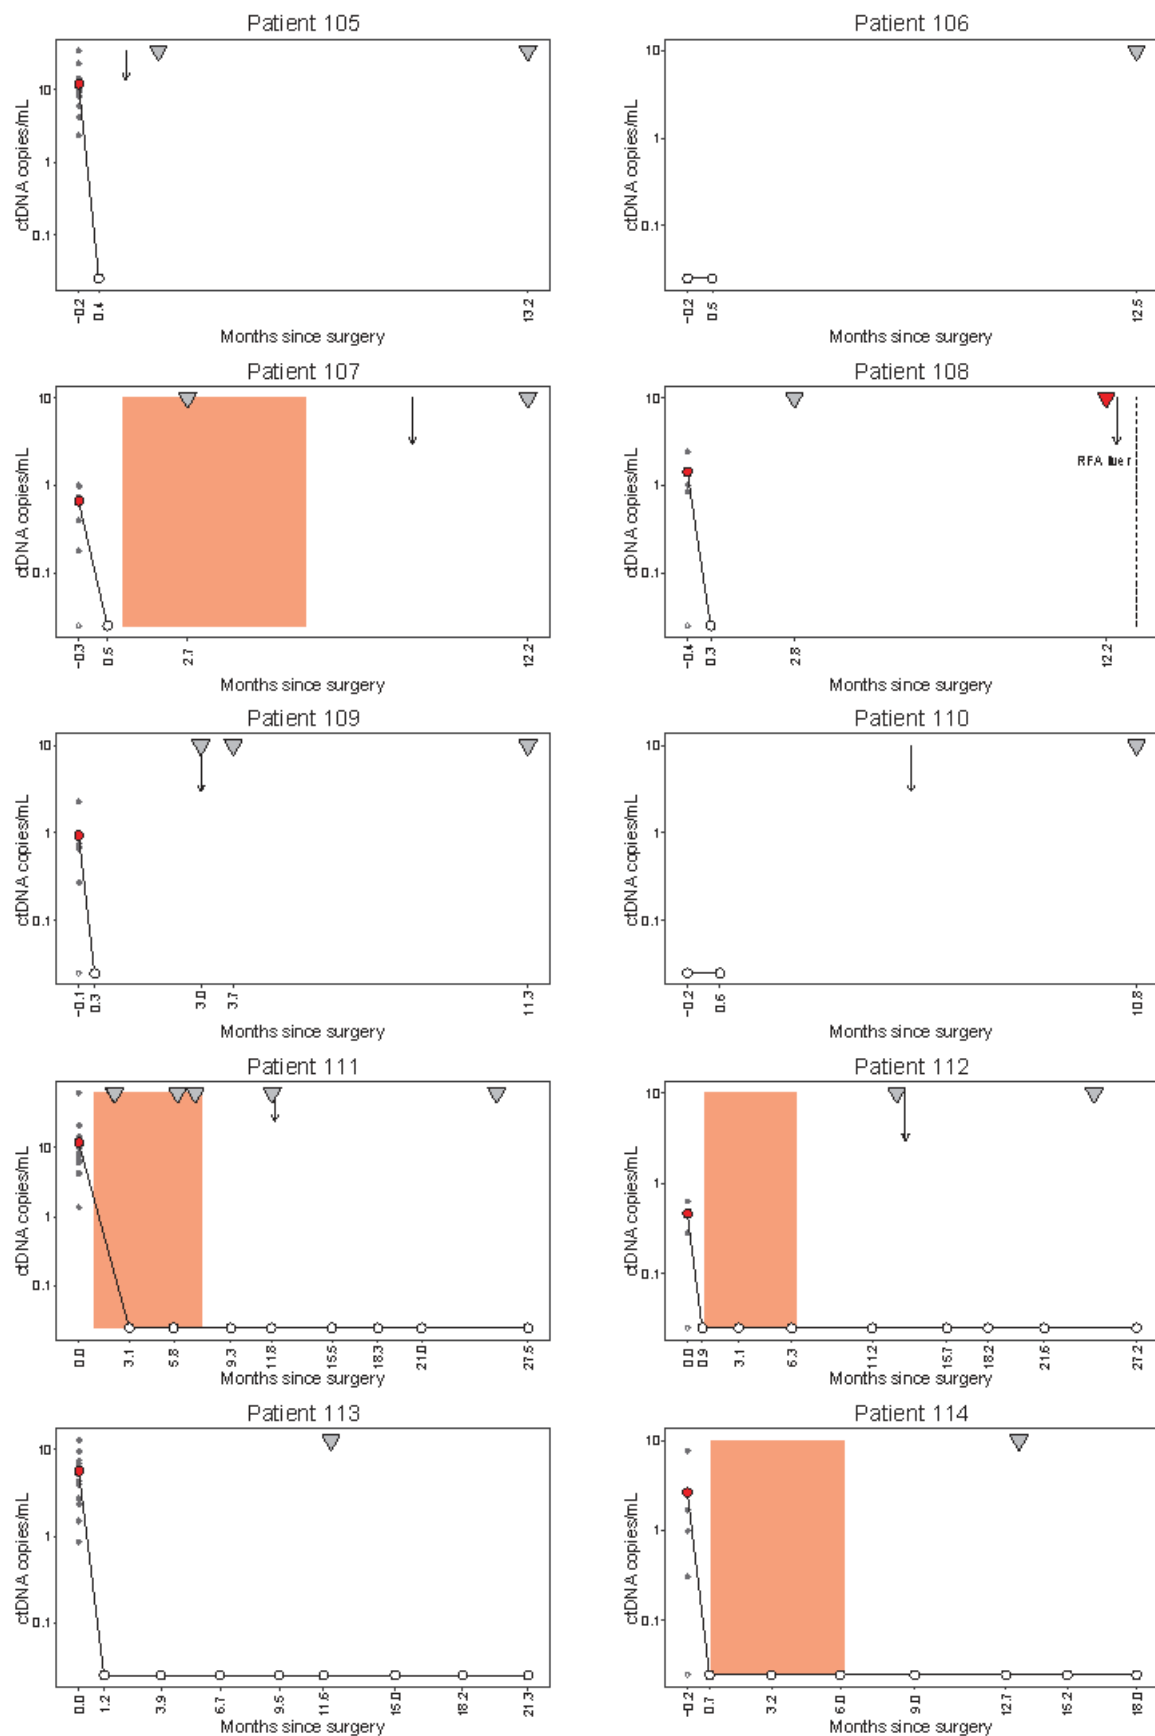 Patient 105
Patient 106
ctDNA copies/mL
10
1
0.1
-0.2
0.4
13.2
Months since surgery
ctDNA copies/mL
10
1
0.1
-0.2
0.5
12.5
Months since surgery
Patient 107
Patient 108
ctDNA copies/mL
10
1
0.1
-0.3
0.5
2.7
12.2
Months since surgery
ctDNA copies/mL
10
1
0.1
RFA liver
-0.4
0.3
2.8
12.2
Months since surgery
Patient 109
Patient 110
ctDNA copies/mL
10
1
0.1
-0.1
0.3
3.0
3.7
11.3
Months since surgery
ctDNA copies/mL
10
1
0.1
-0.2
0.6
10.8
Months since surgery
Patient 111
Patient 112
ctDNA copies/mL
10
1
0.1
0.0
3.1
5.8
9.3
11.8
15.5
18.3
21.0
27.5
Months since surgery
ctDNA copies/mL
10
1
0.1
0.0
0.9
3.1
6.3
11.2
15.7
18.2
21.6
27.2
Months since surgery
Patient 113
Patient 114
ctDNA copies/mL
10
1
0.1
0.0
1.2
3.9
6.7
9.5
11.6
15.0
18.2
21.3
Months since surgery
ctDNA copies/mL
10
1
0.1
-0.2
0.7
3.2
6.0
9.0
12.7
15.2
18.0
Months since surgery